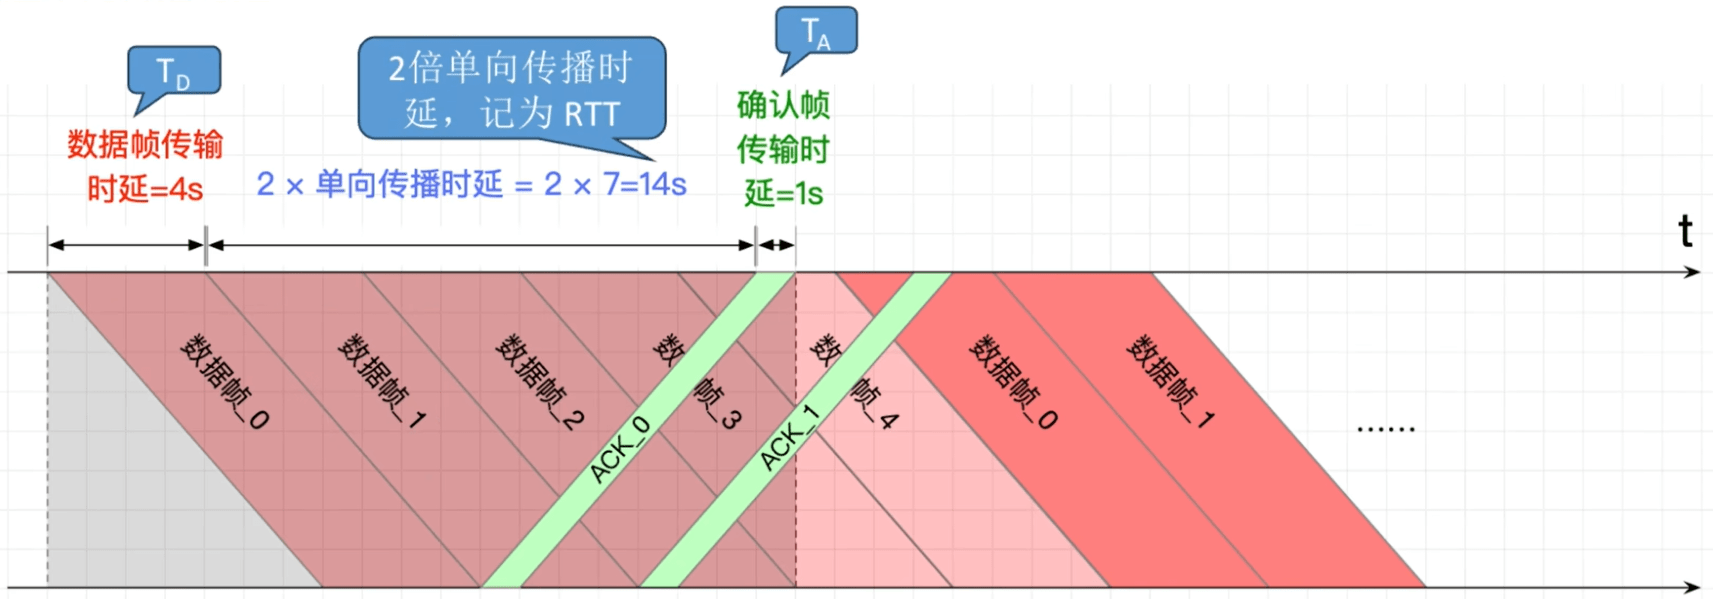 T_D
2倍单向传播时
延，记为 RTT
T_A
数据帧传输
时延=4s
2 × 单向传播时延 = 2 × 7=14s
确认帧
传输时
延=1s
t
数据帧_0
数据帧_1
数据帧_2
数 帧_3
数 帧_4
数据帧_0
数据帧_1
ACK_0
ACK_1
……